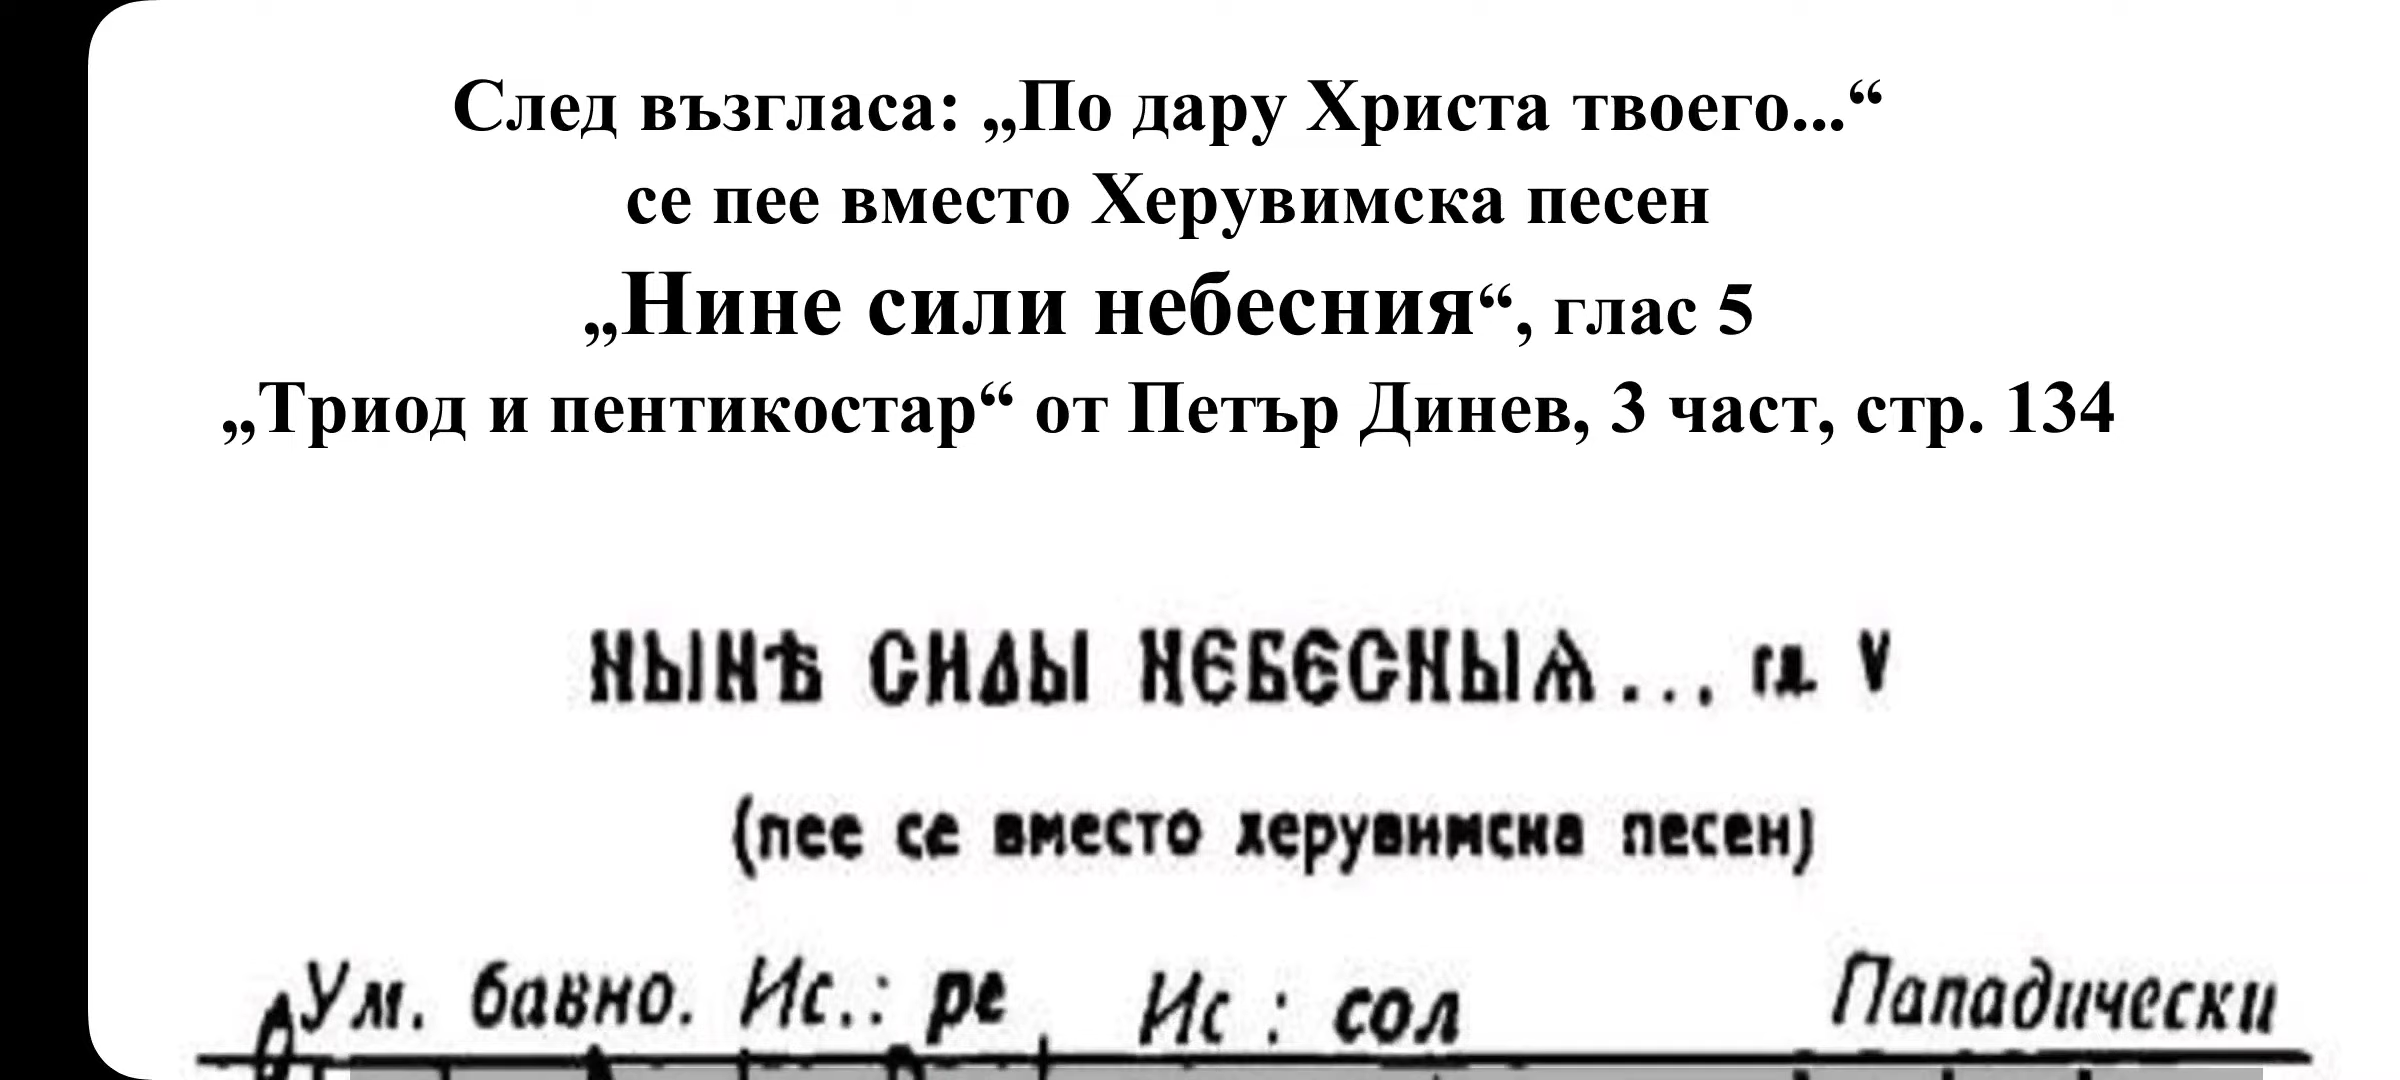 След възгласа: „По дару Христа твоего...“
се пее вместо Херувимска песен
„Нине сили небесния“, глас 5
„Триод и пентикостар“ от Петър Динев, 3 част, стр. 134
НЫНѢ СИЛЫ НЕБЕСНЫѦ... гл. V
(пее се вместо херувимска песен)
Ум. бавно. Ис.: ре Ис : сол Пападически